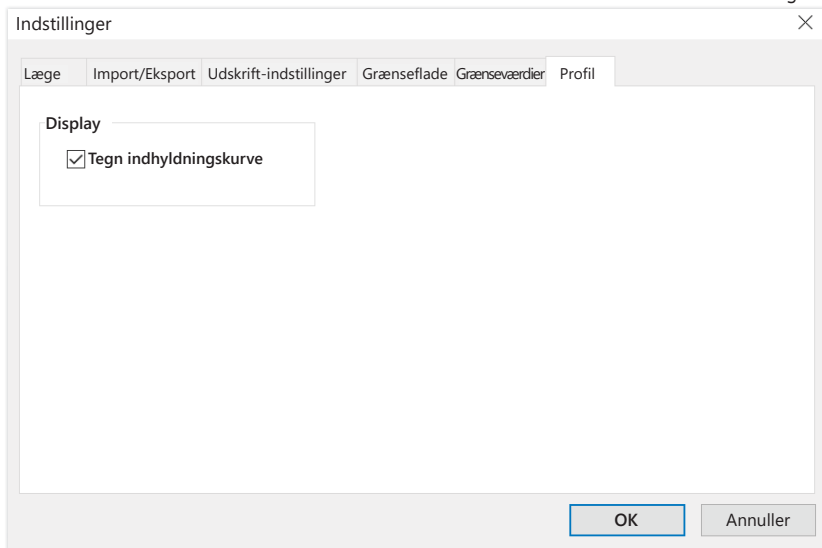 Indstillinger
Læge Import/Eksport Udskrift-indstillinger Grænseflade Grænseværdier Profil
Display
Tegn indhyldningskurve
OK Annuller